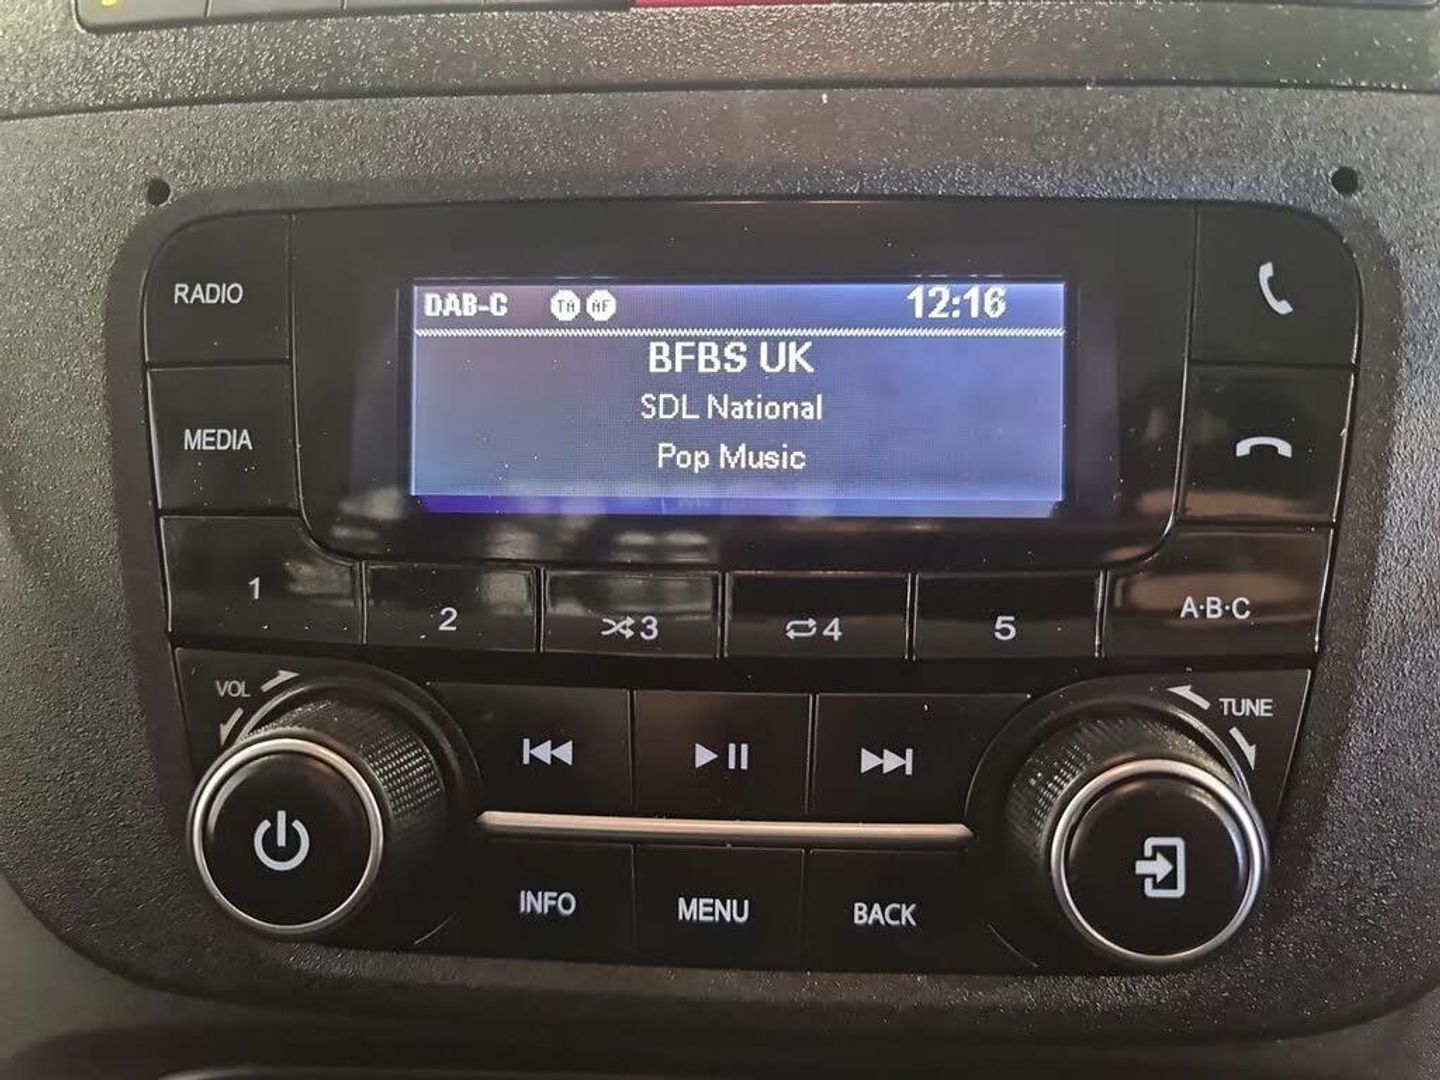 DAB-C TA AF 12:16
BFBS UK
SDL National
Pop Music
RADIO
MEDIA
1 2 3 4 5 A·B·C
VOL
TUNE
INFO MENU BACK